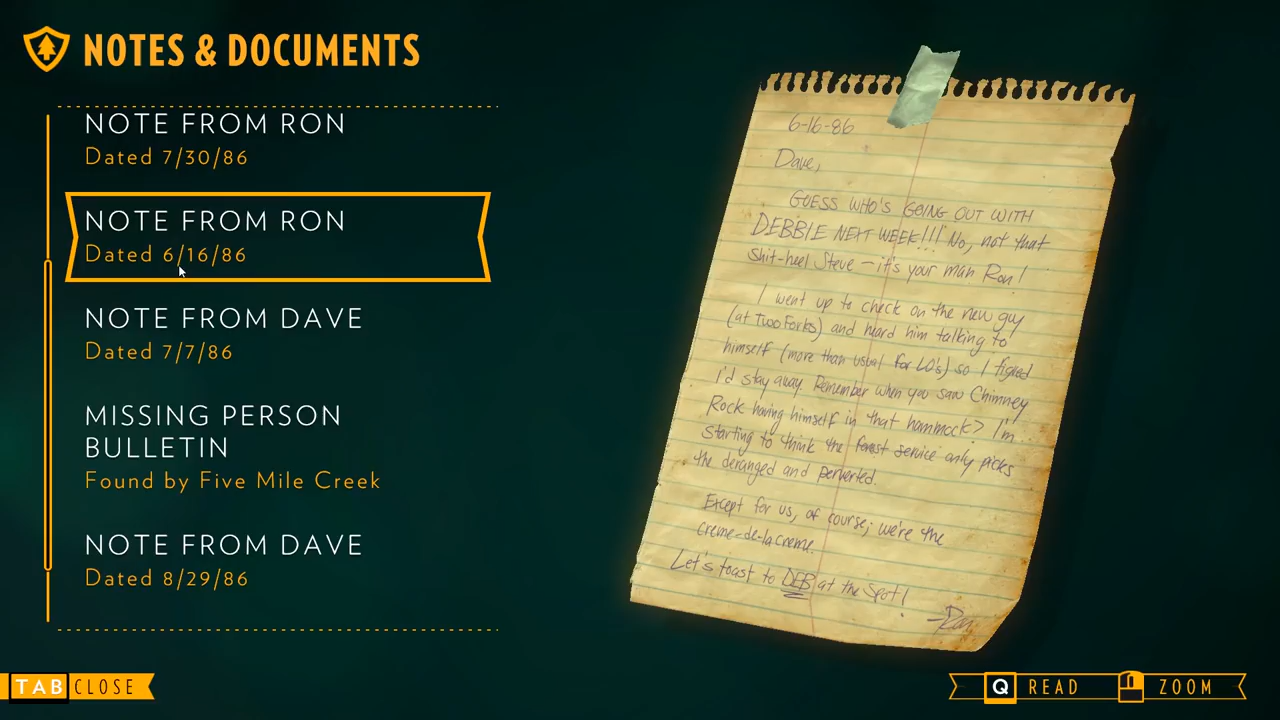 NOTES & DOCUMENTS
NOTE FROM RON
Dated 7/30/86
NOTE FROM RON
Dated 6/16/86
NOTE FROM DAVE
Dated 7/7/86
MISSING PERSON
BULLETIN
Found by Five Mile Creek
NOTE FROM DAVE
Dated 8/29/86
TAB CLOSE
6-16-86
Dave,
GUESS WHO'S GOING OUT WITH
DEBBIE NEXT WEEK!!! No, not that
shit-heel Steve - it's your man Ron!
I went up to check on the new guy
(at Two Forks) and heard him talking to
himself (more than usual for LO's) so I figred
I'd stay away. Remember when you saw Chimney
Rock having himself in that hammock? I'm
starting to think the forest service only picks
the deranged and perverted.
Except for us, of course; we're the
creme-de-la creme.
Let's toast to DEB at the spot!
-Ron
Q READ ZOOM